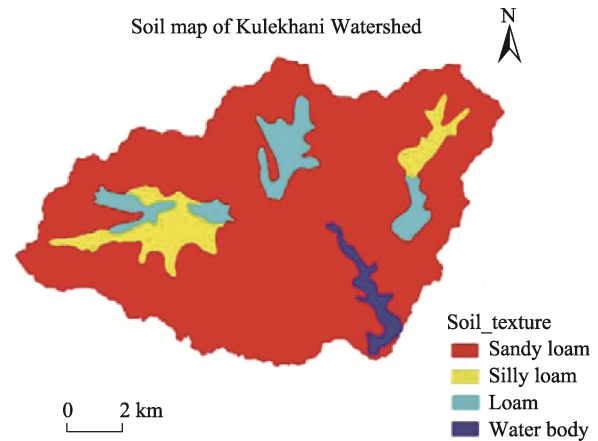 Soil map of Kulekhani Watershed
N
Soil_texture
Sandy loam
Silly loam
Loam
Water body
0 2 km